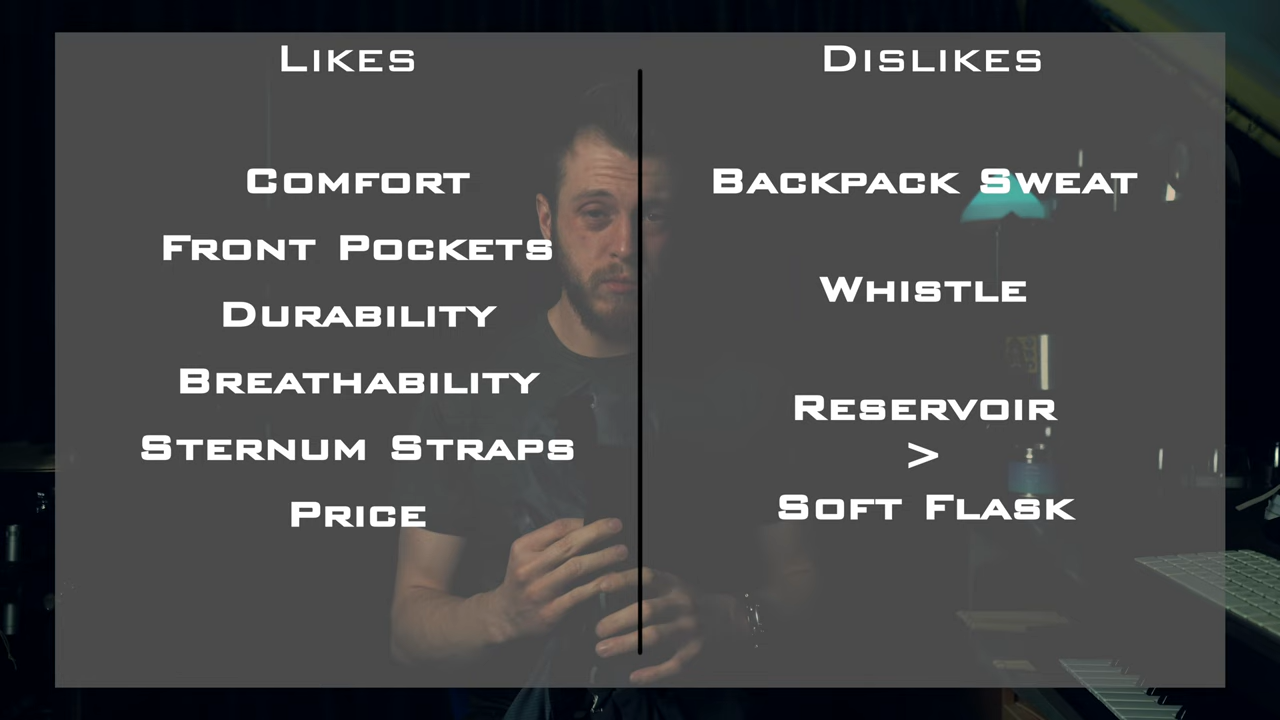 Likes
Comfort
Front Pockets
Durability
Breathability
Sternum Straps
Price
Dislikes
Backpack Sweat
Whistle
Reservoir
>
Soft Flask